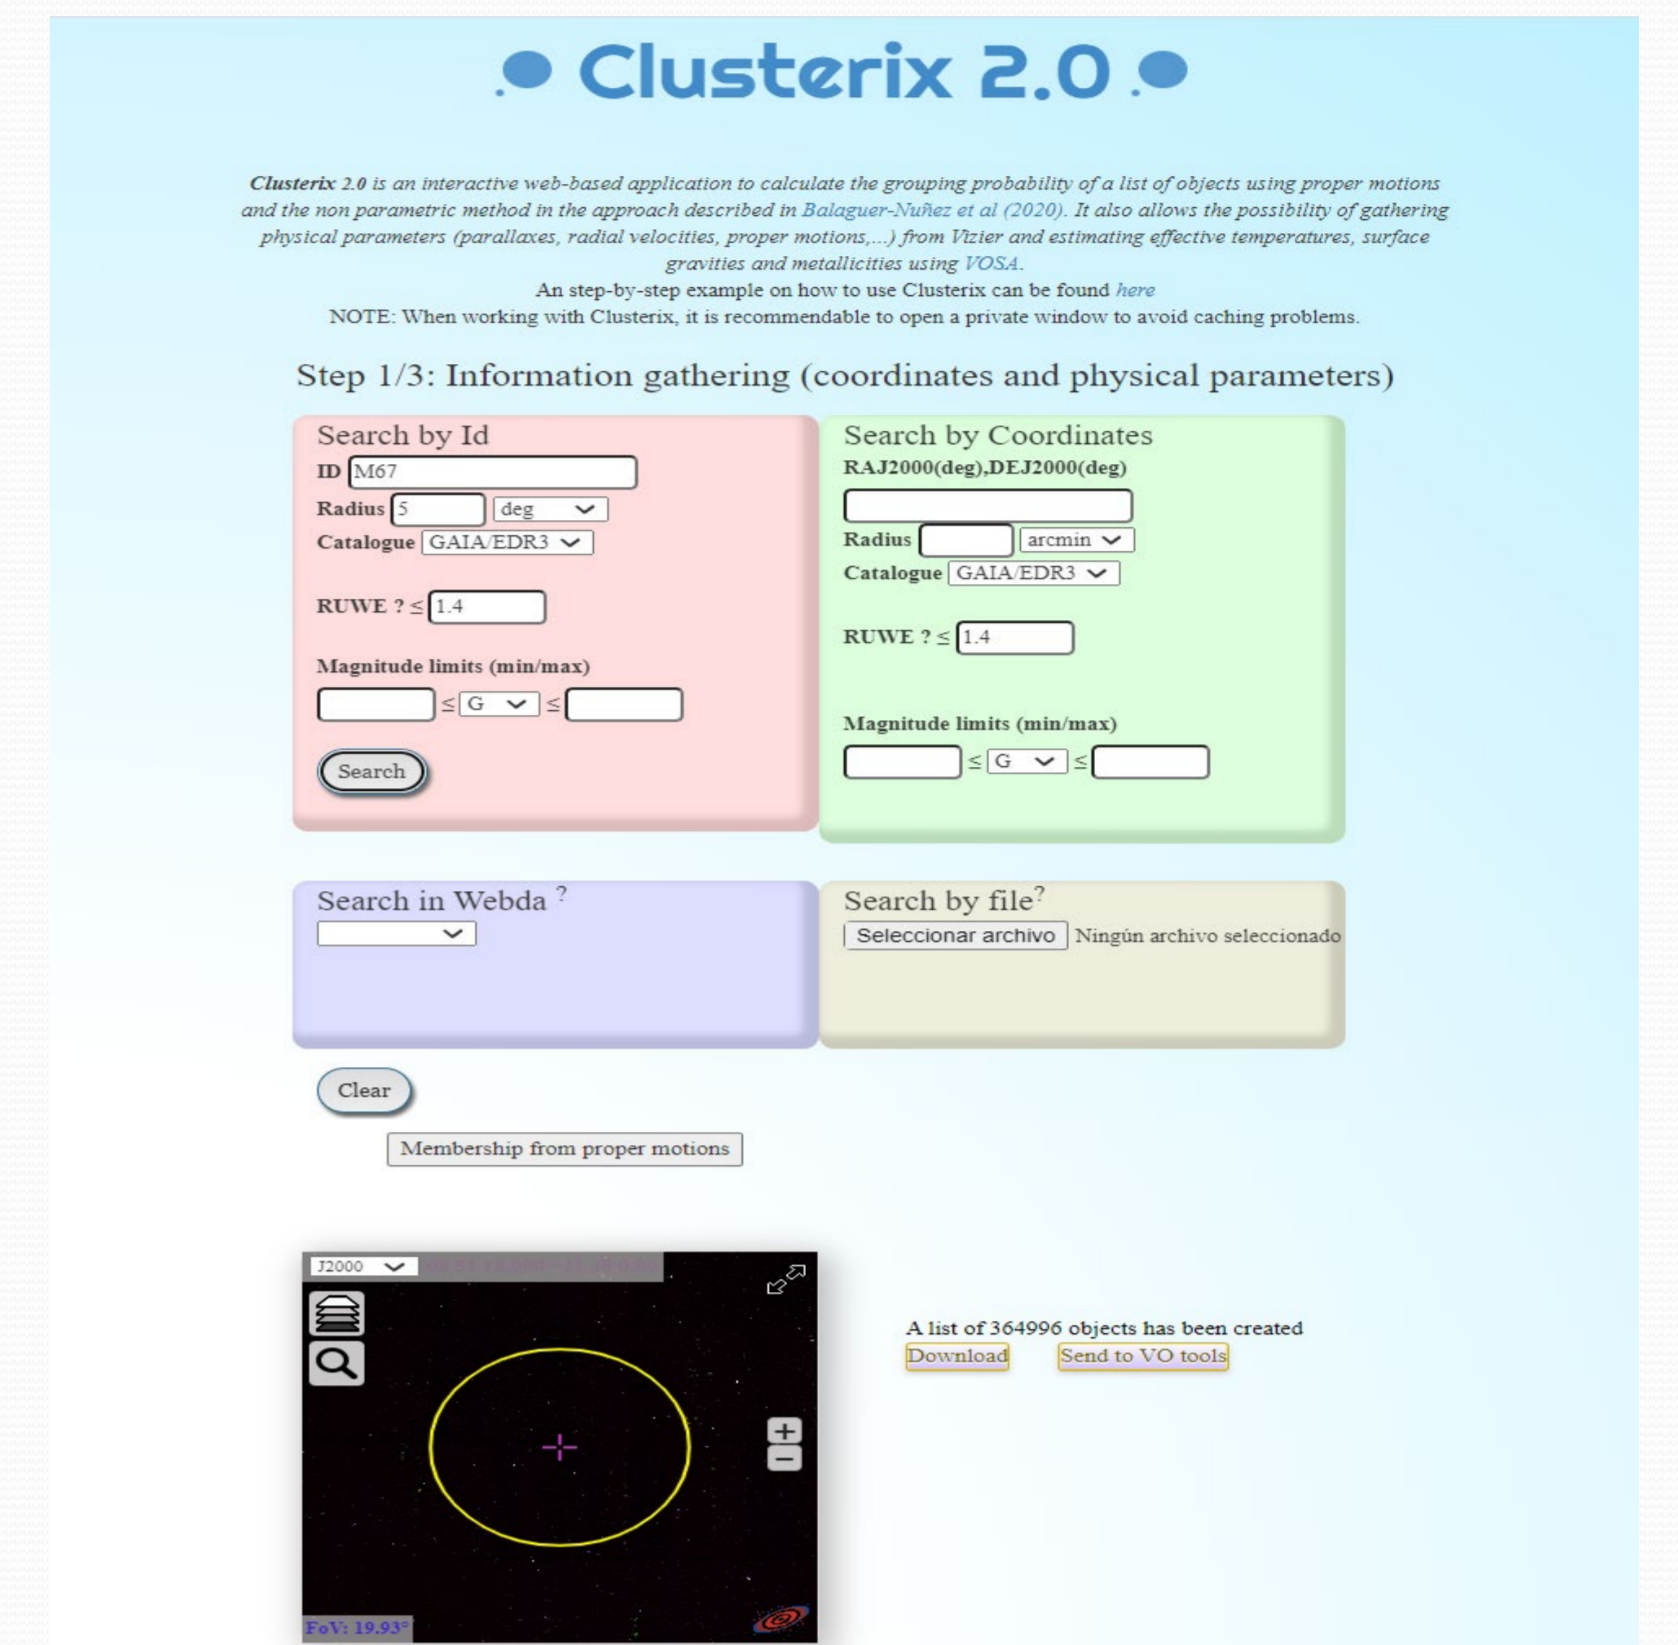 Clusterix 2.0
Clusterix 2.0 is an interactive web-based application to calculate the grouping probability of a list of objects using proper motions
and the non parametric method in the approach described in Balaguer-Nuñez et al (2020). It also allows the possibility of gathering
physical parameters (parallaxes, radial velocities, proper motions,...) from Vizier and estimating effective temperatures, surface
gravities and metallicities using VOSA.
An step-by-step example on how to use Clusterix can be found here
NOTE: When working with Clusterix, it is recommendable to open a private window to avoid caching problems.
Step 1/3: Information gathering (coordinates and physical parameters)
Search by Id
ID M67
Radius 5 deg
Catalogue GAIA/EDR3
RUWE ? ≤ 1.4
Magnitude limits (min/max)
≤ G ≤
Search
Search by Coordinates
RAJ2000(deg),DEJ2000(deg)
Radius arcmin
Catalogue GAIA/EDR3
RUWE ? ≤ 1.4
Magnitude limits (min/max)
≤ G ≤
Search in Webda ?
Search by file?
Seleccionar archivo Ningún archivo seleccionado
Clear
Membership from proper motions
J2000
FoV: 19.93°
A list of 364996 objects has been created
Download Send to VO tools